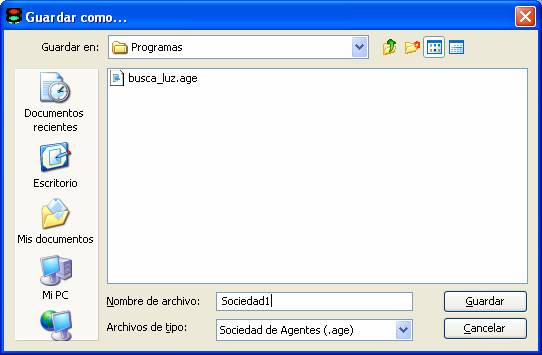 Guardar como...
Guardar en:
Programas
busca_luz.age
Documentos
recientes
Escritorio
Mis documentos
Mi PC
Nombre de archivo:
Sociedad1
Guardar
Archivos de tipo:
Sociedad de Agentes (.age)
Cancelar